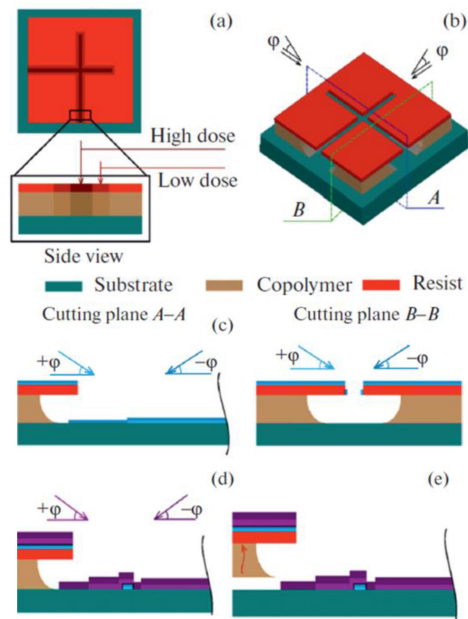 (a)
(b)
φ
φ
High dose
Low dose
B
A
Side view
Substrate
Copolymer
Resist
Cutting plane A–A
(c)
Cutting plane B–B
+φ
–φ
+φ
–φ
(d)
(e)
+φ
–φ